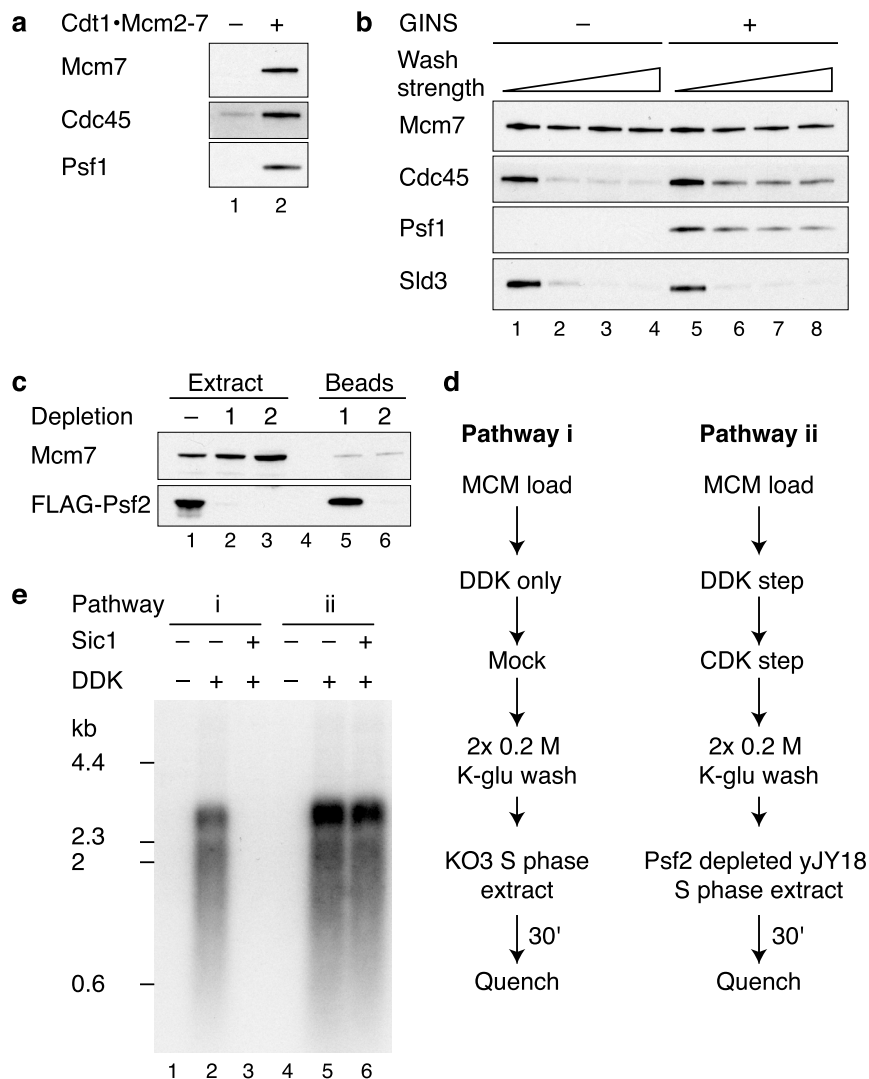 a
Cdt1•Mcm2-7 – +
Mcm7
Cdc45
Psf1
1 2
b
GINS – +
Wash
strength
Mcm7
Cdc45
Psf1
Sld3
1 2 3 4 5 6 7 8
c
Extract Beads
Depletion – 1 2 1 2
Mcm7
FLAG-Psf2
1 2 3 4 5 6
d
Pathway i
MCM load
DDK only
Mock
2x 0.2 M
K-glu wash
KO3 S phase
extract
30'
Quench
Pathway ii
MCM load
DDK step
CDK step
2x 0.2 M
K-glu wash
Psf2 depleted yJY18
S phase extract
30'
Quench
e
Pathway i ii
Sic1 – – + – – +
DDK – + + – + +
kb
4.4
2.3
2
0.6
1 2 3 4 5 6